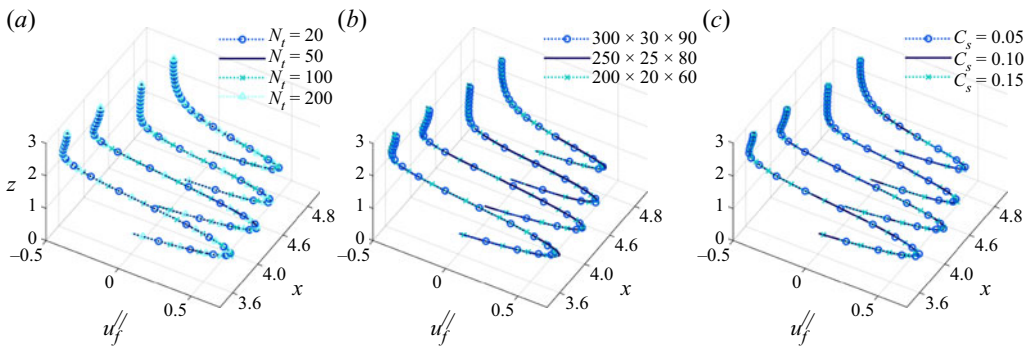 (a)
N_t = 20
N_t = 50
N_t = 100
N_t = 200
3
2
z
1
0
–0.5
0
0.5
u_f^//
3.6
4.0
4.6
4.8
x
(b)
300 × 30 × 90
250 × 25 × 80
200 × 20 × 60
3
2
1
0
–0.5
0
0.5
u_f^//
3.6
4.0
4.6
4.8
x
(c)
C_s = 0.05
C_s = 0.10
C_s = 0.15
3
2
1
0
–0.5
0
0.5
u_f^//
3.6
4.0
4.6
4.8
x